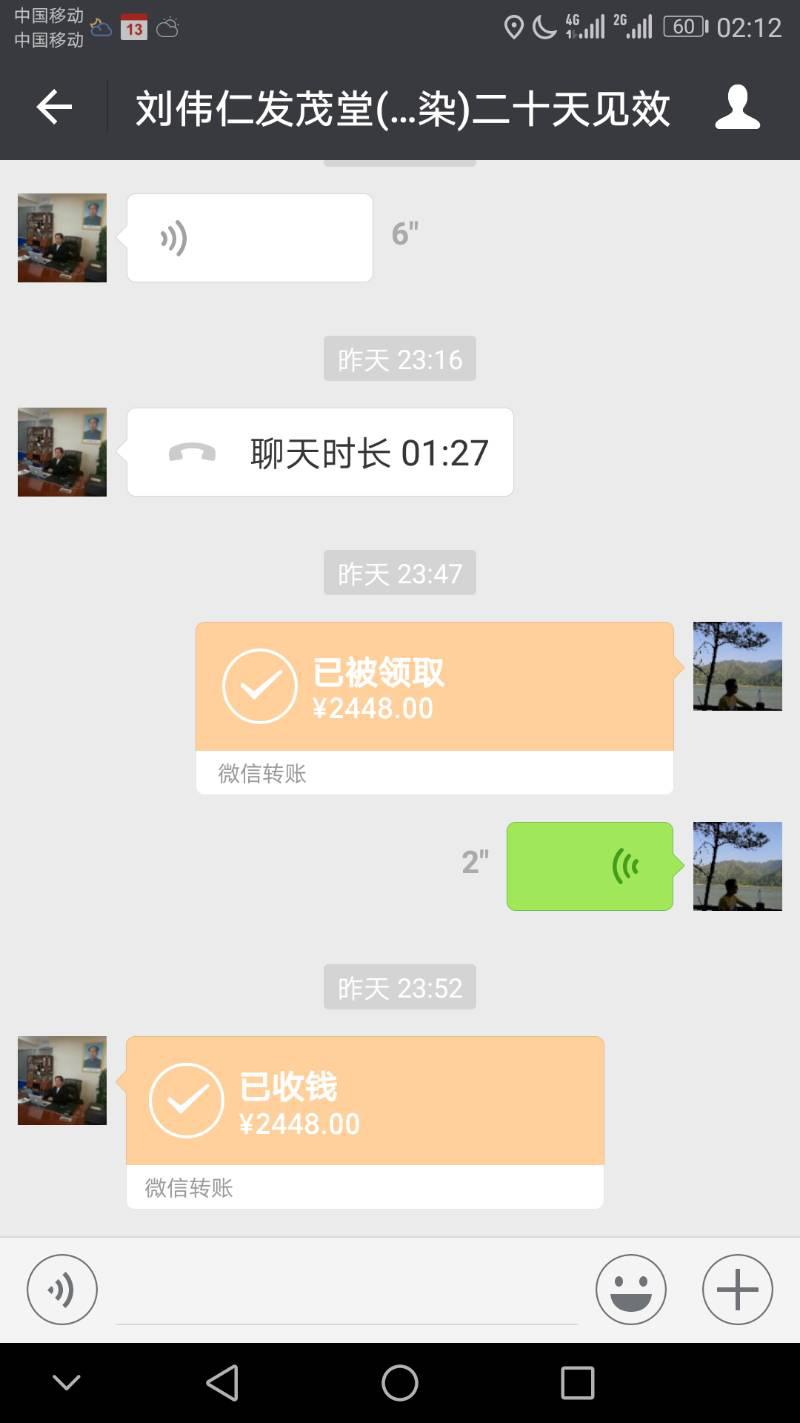 中国移动
中国移动
13
4G
2G
60
02:12
刘伟仁发茂堂(...染)二十天见效
6"
昨天 23:16
聊天时长 01:27
昨天 23:47
已被领取
¥2448.00
微信转账
2"
昨天 23:52
已收钱
¥2448.00
微信转账